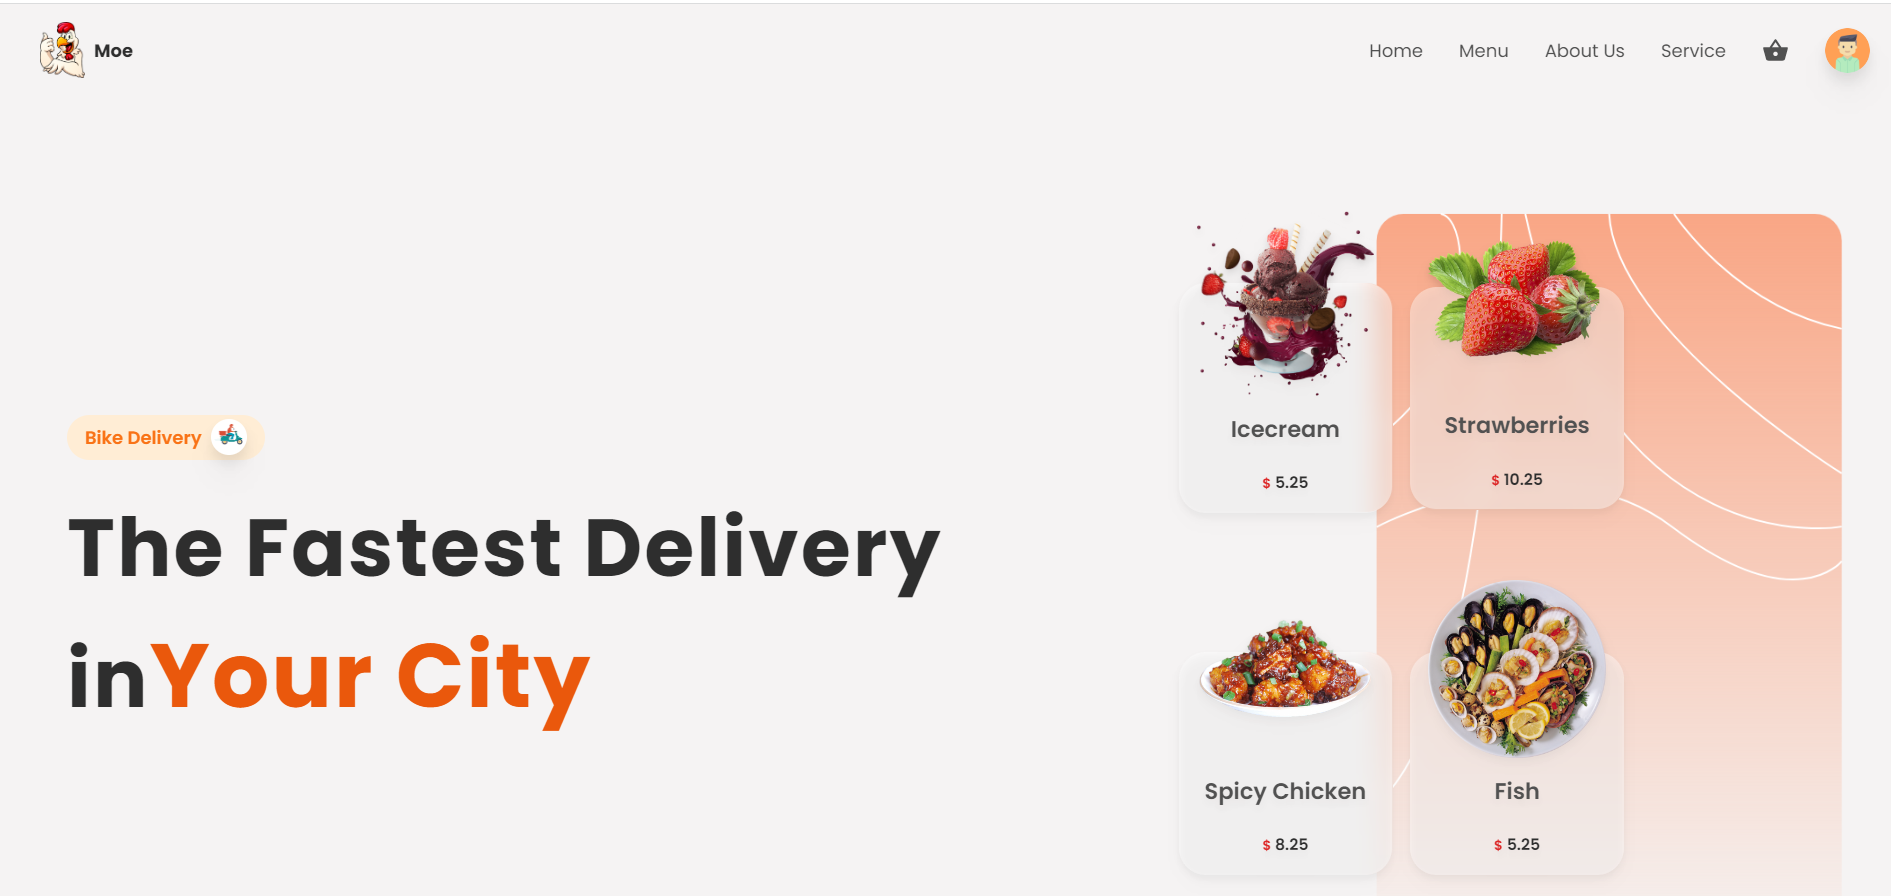 Moe
Home Menu About Us Service
Bike Delivery
The Fastest Delivery
inYour City
Icecream
$ 5.25
Strawberries
$ 10.25
Spicy Chicken
$ 8.25
Fish
$ 5.25